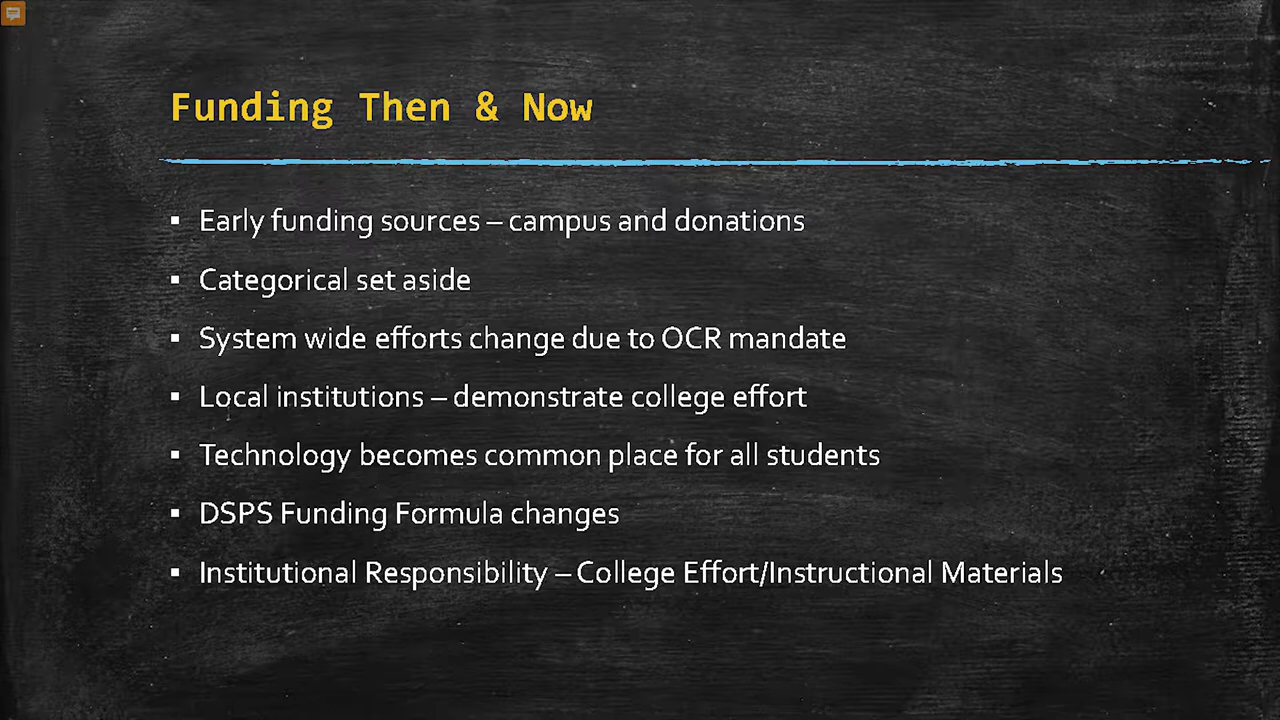 Funding Then & Now
▪ Early funding sources – campus and donations
▪ Categorical set aside
▪ System wide efforts change due to OCR mandate
▪ Local institutions – demonstrate college effort
▪ Technology becomes common place for all students
▪ DSPS Funding Formula changes
▪ Institutional Responsibility – College Effort/Instructional Materials